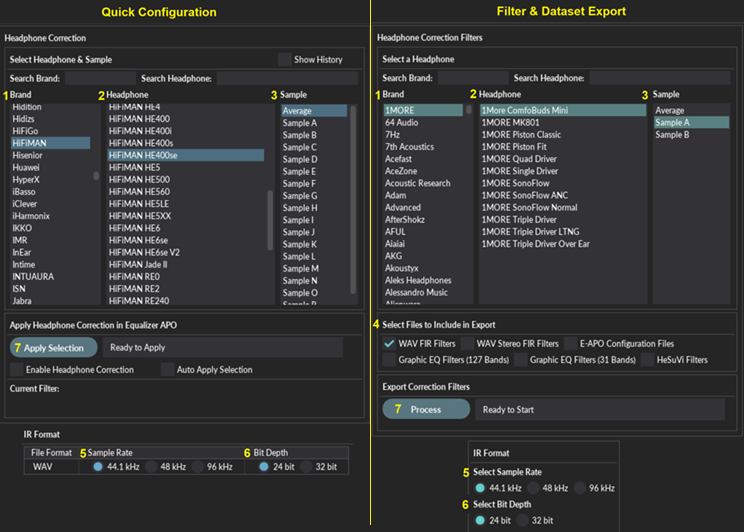 Quick Configuration
Headphone Correction
Select Headphone & Sample
Show History
Search Brand:
Search Headphone:
1 Brand
2 Headphone
3 Sample
Hidition
Hidizs
HiFiGo
HiFIMAN
Hisenior
Huawei
HyperX
iBasso
iClever
iHarmonix
IKKO
IMR
InEar
Intime
INTUAURA
ISN
Jabra
HiFIMAN HE4
HiFIMAN HE400
HiFIMAN HE400i
HiFIMAN HE400s
HiFIMAN HE400se
HiFIMAN HE5
HiFIMAN HE500
HiFIMAN HE560
HiFIMAN HE5LE
HiFIMAN HE5XX
HiFIMAN HE6
HiFIMAN HE6se
HiFIMAN HE6se V2
HiFIMAN Jade II
HiFIMAN RE0
HiFIMAN RE2
HiFIMAN RE240
Average
Sample A
Sample B
Sample C
Sample D
Sample E
Sample F
Sample G
Sample H
Sample I
Sample J
Sample K
Sample L
Sample M
Sample N
Sample O
Apply Headphone Correction in Equalizer APO
7 Apply Selection
Ready to Apply
Enable Headphone Correction
Auto Apply Selection
Current Filter:
IR Format
File Format
5 Sample Rate
6 Bit Depth
WAV
44.1 kHz
48 kHz
96 kHz
24 bit
32 bit
Filter & Dataset Export
Headphone Correction Filters
Select a Headphone
Search Brand:
Search Headphone:
1 Brand
2 Headphone
3 Sample
1MORE
64 Audio
7Hz
7th Acoustics
Acefast
AceZone
Acoustic Research
Adam
Advanced
AfterShokz
AFUL
Aiaiai
AKG
Akoustyx
Aleks Headphones
Alessandro Music
1More ComfoBuds Mini
1MORE MK801
1MORE Piston Classic
1MORE Piston Fit
1MORE Quad Driver
1MORE Single Driver
1MORE SonoFlow
1MORE SonoFlow ANC
1MORE SonoFlow Normal
1MORE Triple Driver
1MORE Triple Driver LTNG
1MORE Triple Driver Over Ear
Average
Sample A
Sample B
4 Select Files to Include in Export
WAV FIR Filters
WAV Stereo FIR Filters
E-APO Configuration Files
Graphic EQ Filters (127 Bands)
Graphic EQ Filters (31 Bands)
HeSuVi Filters
Export Correction Filters
7 Process
Ready to Start
IR Format
5 Select Sample Rate
44.1 kHz
48 kHz
96 kHz
6 Select Bit Depth
24 bit
32 bit